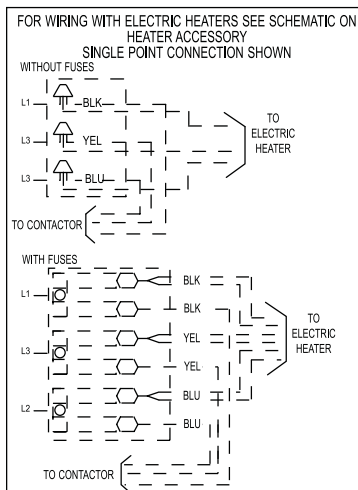 FOR WIRING WITH ELECTRIC HEATERS SEE SCHEMATIC ON
HEATER ACCESSORY
SINGLE POINT CONNECTION SHOWN
WITHOUT FUSES
L1
BLK
L3
YEL
L3
BLU
TO
ELECTRIC
HEATER
TO CONTACTOR
WITH FUSES
L1
BLK
BLK
L3
YEL
YEL
L2
BLU
BLU
TO
ELECTRIC
HEATER
TO CONTACTOR